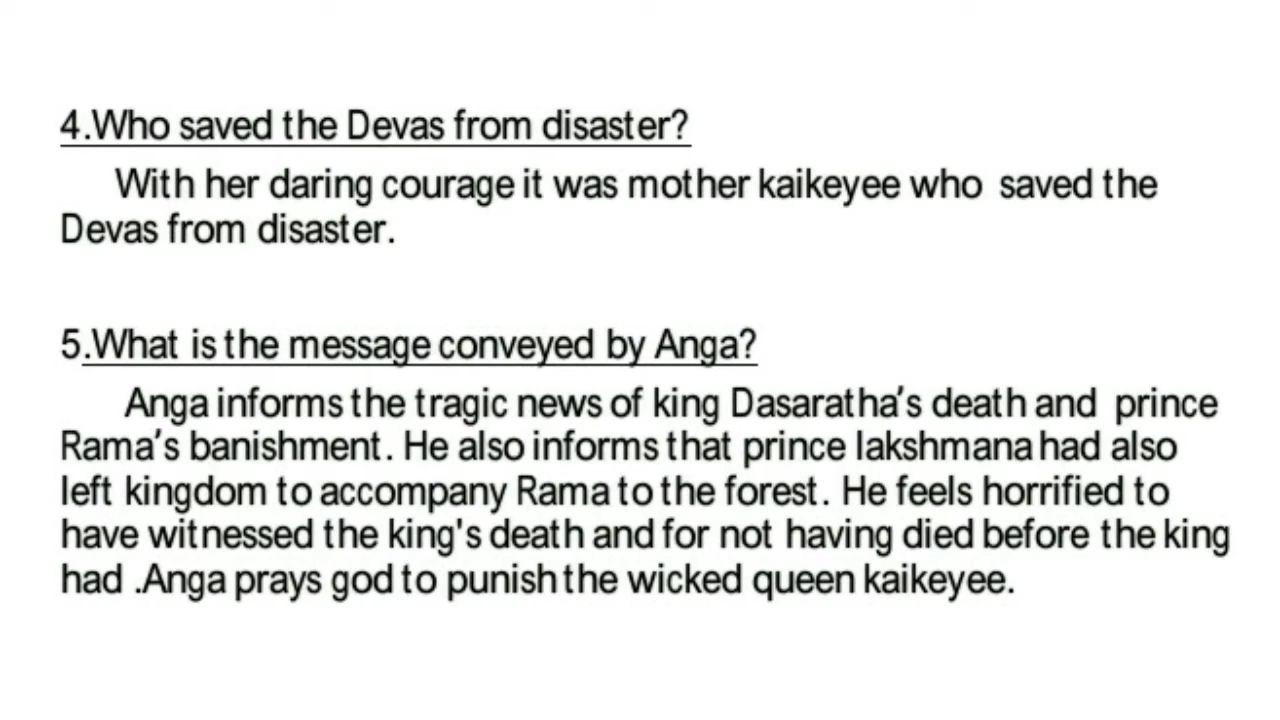 4.Who saved the Devas from disaster?
With her daring courage it was mother kaikeyee who saved the
Devas from disaster.
5.What is the message conveyed by Anga?
Anga informs the tragic news of king Dasaratha’s death and prince
Rama’s banishment. He also informs that prince lakshmana had also
left kingdom to accompany Rama to the forest. He feels horrified to
have witnessed the king's death and for not having died before the king
had .Anga prays god to punish the wicked queen kaikeyee.